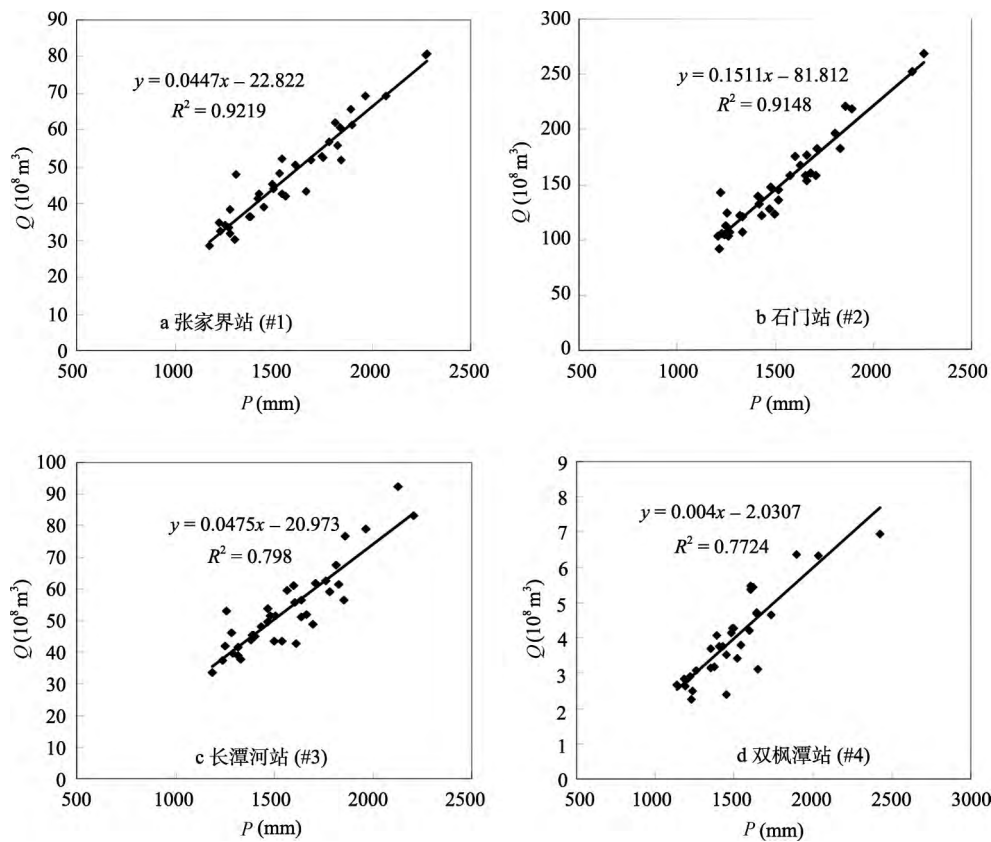 90
80
70
60
50
40
30
20
10
0
Q (10⁸ m³)
y = 0.0447x – 22.822
R² = 0.9219
a 张家界站 (#1)
500 1000 1500 2000 2500
P (mm)
300
250
200
150
100
50
0
Q (10⁸ m³)
y = 0.1511x – 81.812
R² = 0.9148
b 石门站 (#2)
500 1000 1500 2000 2500
P (mm)
100
90
80
70
60
50
40
30
20
10
0
Q (10⁸ m³)
y = 0.0475x – 20.973
R² = 0.798
c 长潭河站 (#3)
500 1000 1500 2000 2500
P (mm)
9
8
7
6
5
4
3
2
1
0
Q (10⁸ m³)
y = 0.004x – 2.0307
R² = 0.7724
d 双枫潭站 (#4)
500 1000 1500 2000 2500 3000
P (mm)